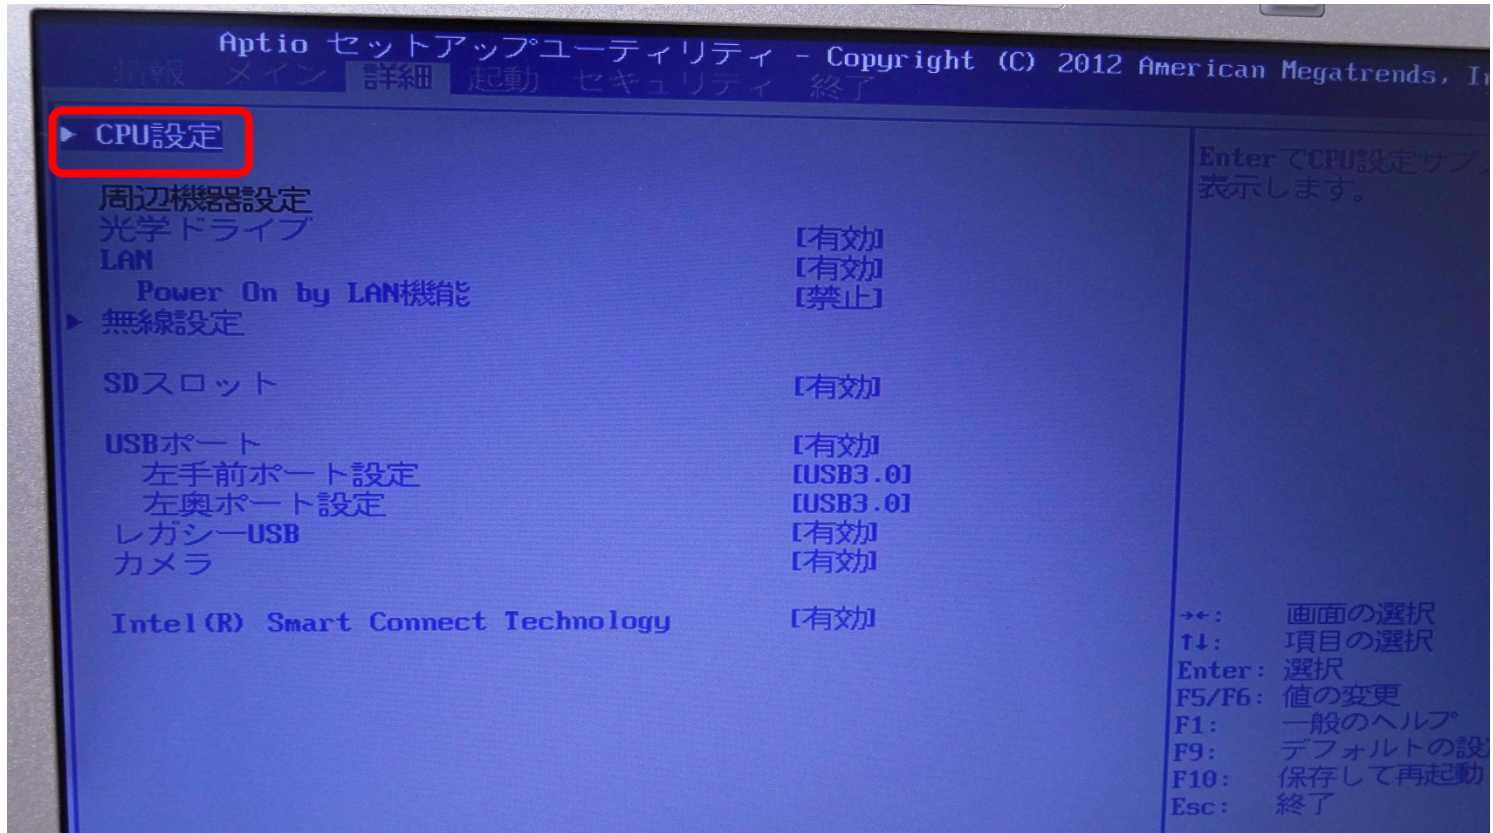 Aptio セットアップユーティリティ - Copyright (C) 2012 American Megatrends,
情報 メイン 詳細 起動 セキュリティ 終了
▶ CPU設定
周辺機器設定
光学ドライブ [有効]
LAN [有効]
Power On by LAN機能 [禁止]
▶ 無線設定
SDスロット [有効]
USBポート [有効]
左手前ポート設定 [USB3.0]
左奥ポート設定 [USB3.0]
レガシーUSB [有効]
カメラ [有効]
Intel(R) Smart Connect Technology [有効]
EnterでCPU設定サブ
表示します。
→←: 画面の選択
↑↓: 項目の選択
Enter: 選択
F5/F6: 値の変更
F1: 一般のヘルプ
F9: デフォルトの設
F10: 保存して再起動
Esc: 終了